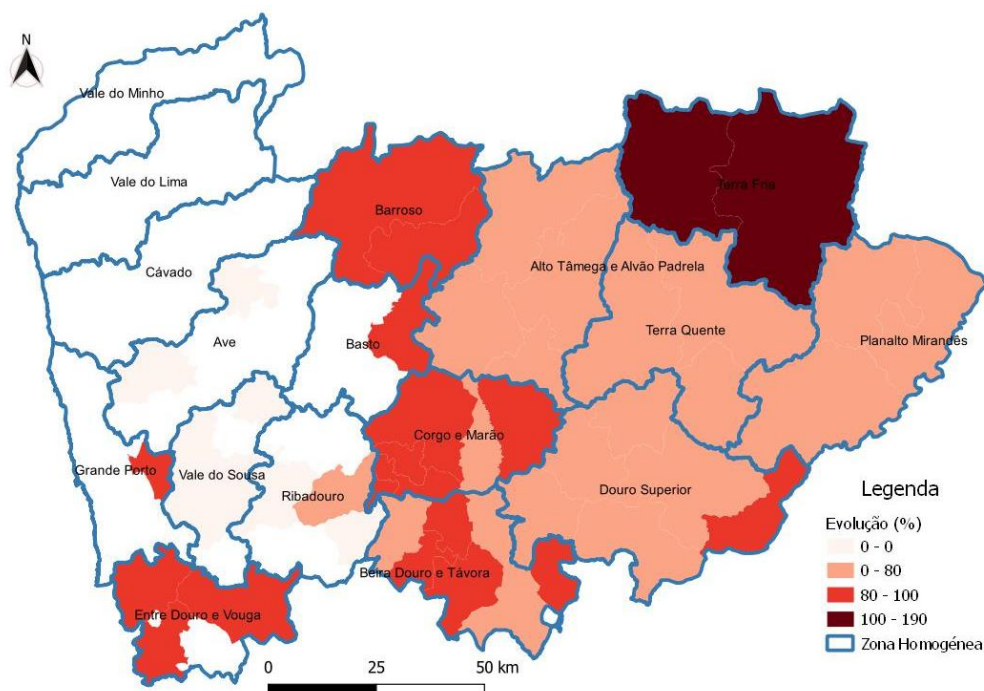 N
Vale do Minho
Vale do Lima
Barroso
Terra Fria
Cávado
Alto Tâmega e Alvão Padrela
Ave
Basto
Terra Quente
Planalto Mirandês
Corgo e Marão
Grande Porto
Vale do Sousa
Ribadouro
Douro Superior
Beira Douro e Távora
Entre Douro e Vouga
Legenda
Evolução (%)
0 - 0
0 - 80
80 - 100
100 - 190
Zona Homogénea
0 25 50 km